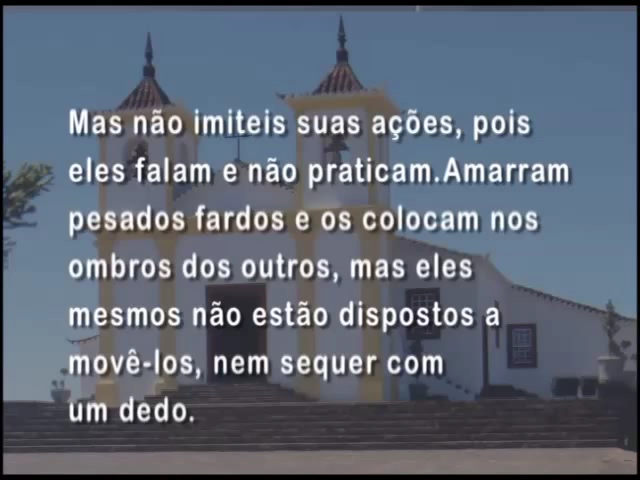 Mas não imiteis suas ações, pois
eles falam e não praticam.Amarram
pesados fardos e os colocam nos
ombros dos outros, mas eles
mesmos não estão dispostos a
movê-los, nem sequer com
um dedo.